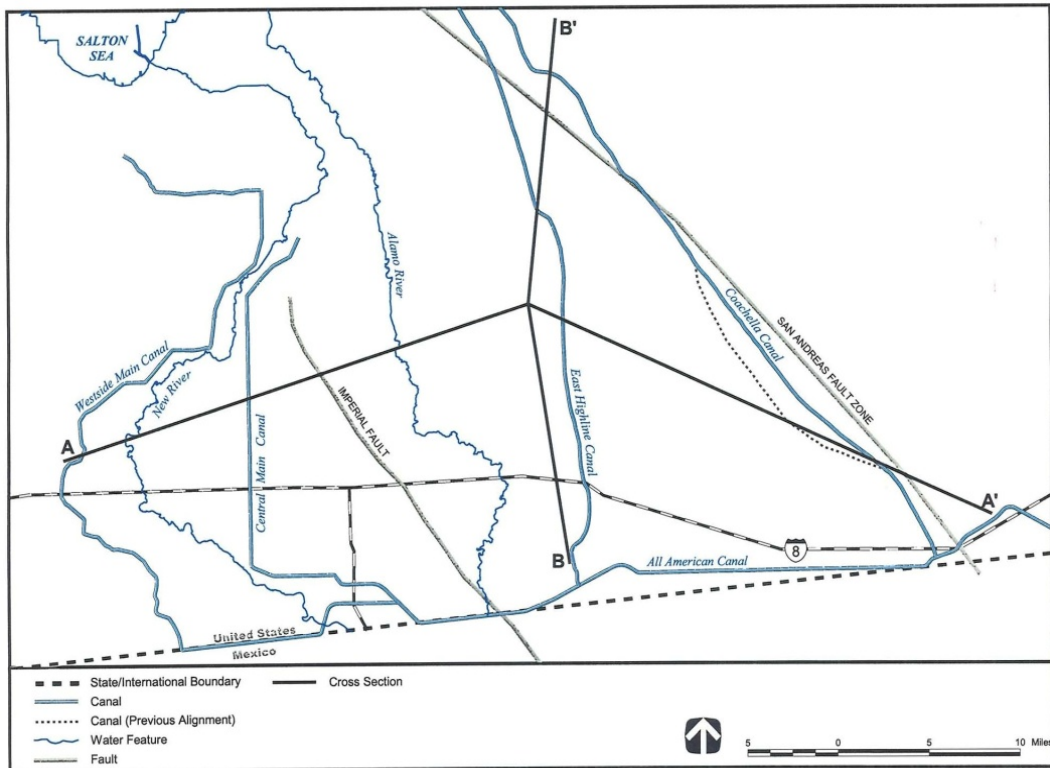 SALTON
SEA
B'
Alamo River
Coachella Canal
SAN ANDREAS FAULT ZONE
Westside Main Canal
New River
IMPERIAL FAULT
East Highline Canal
A
Central Main Canal
A'
8
B
All American Canal
United States
Mexico
State/International Boundary
Cross Section
Canal
Canal (Previous Alignment)
Water Feature
Fault
5 0 5 10 Miles